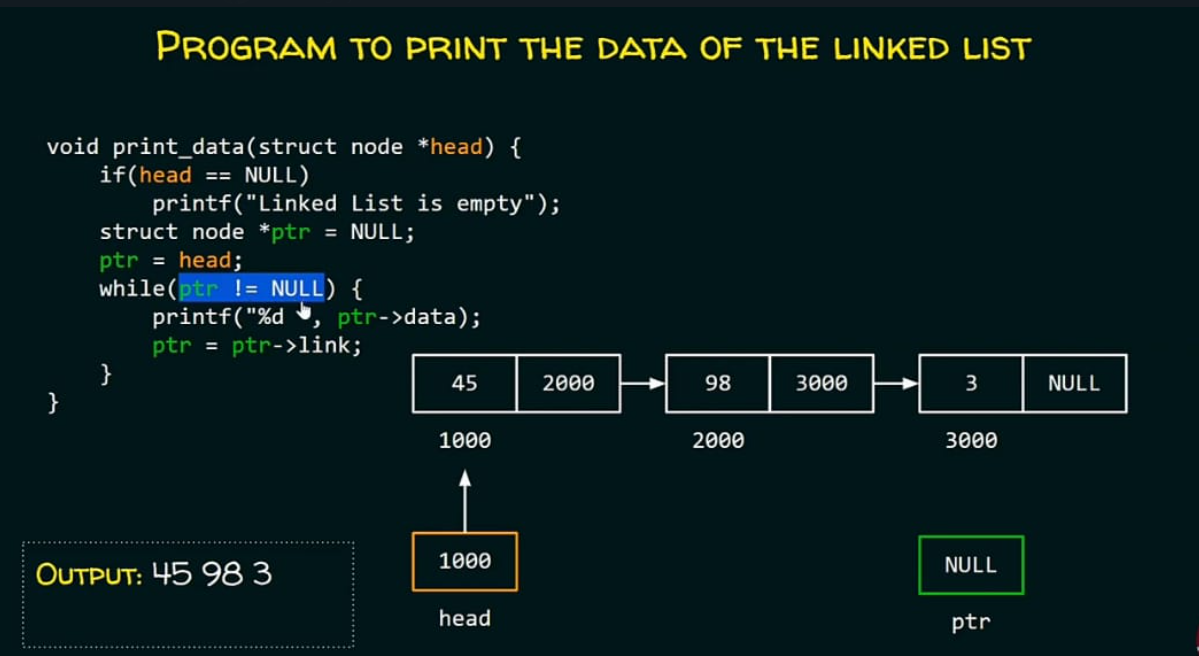 PROGRAM TO PRINT THE DATA OF THE LINKED LIST
void print_data(struct node *head) {
if(head == NULL)
printf("Linked List is empty");
struct node *ptr = NULL;
ptr = head;
while(ptr != NULL) {
printf("%d , ptr->data);
ptr = ptr->link;
}
}
45 2000 98 3000 3 NULL
1000 2000 3000
1000
NULL
head
ptr
OUTPUT: 45 98 3